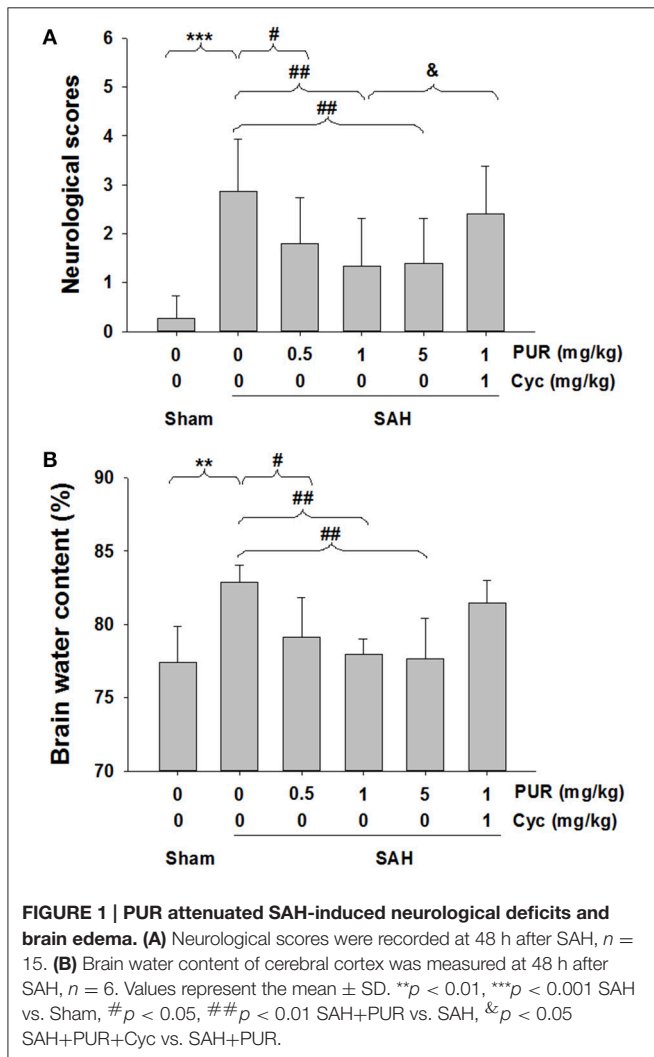 A
Neurological scores
6
5
4
3
2
1
0
*** #
## &
##
0 0 0.5 1 5 1 PUR (mg/kg)
0 0 0 0 0 1 Cyc (mg/kg)
Sham SAH
B
Brain water content (%)
90
85
80
75
70
** #
##
##
0 0 0.5 1 5 1 PUR (mg/kg)
0 0 0 0 0 1 Cyc (mg/kg)
Sham SAH
FIGURE 1 | PUR attenuated SAH-induced neurological deficits and
brain edema. (A) Neurological scores were recorded at 48 h after SAH, n =
15. (B) Brain water content of cerebral cortex was measured at 48 h after
SAH, n = 6. Values represent the mean ± SD. **p < 0.01, ***p < 0.001 SAH
vs. Sham, #p < 0.05, ##p < 0.01 SAH+PUR vs. SAH, &p < 0.05
SAH+PUR+Cyc vs. SAH+PUR.